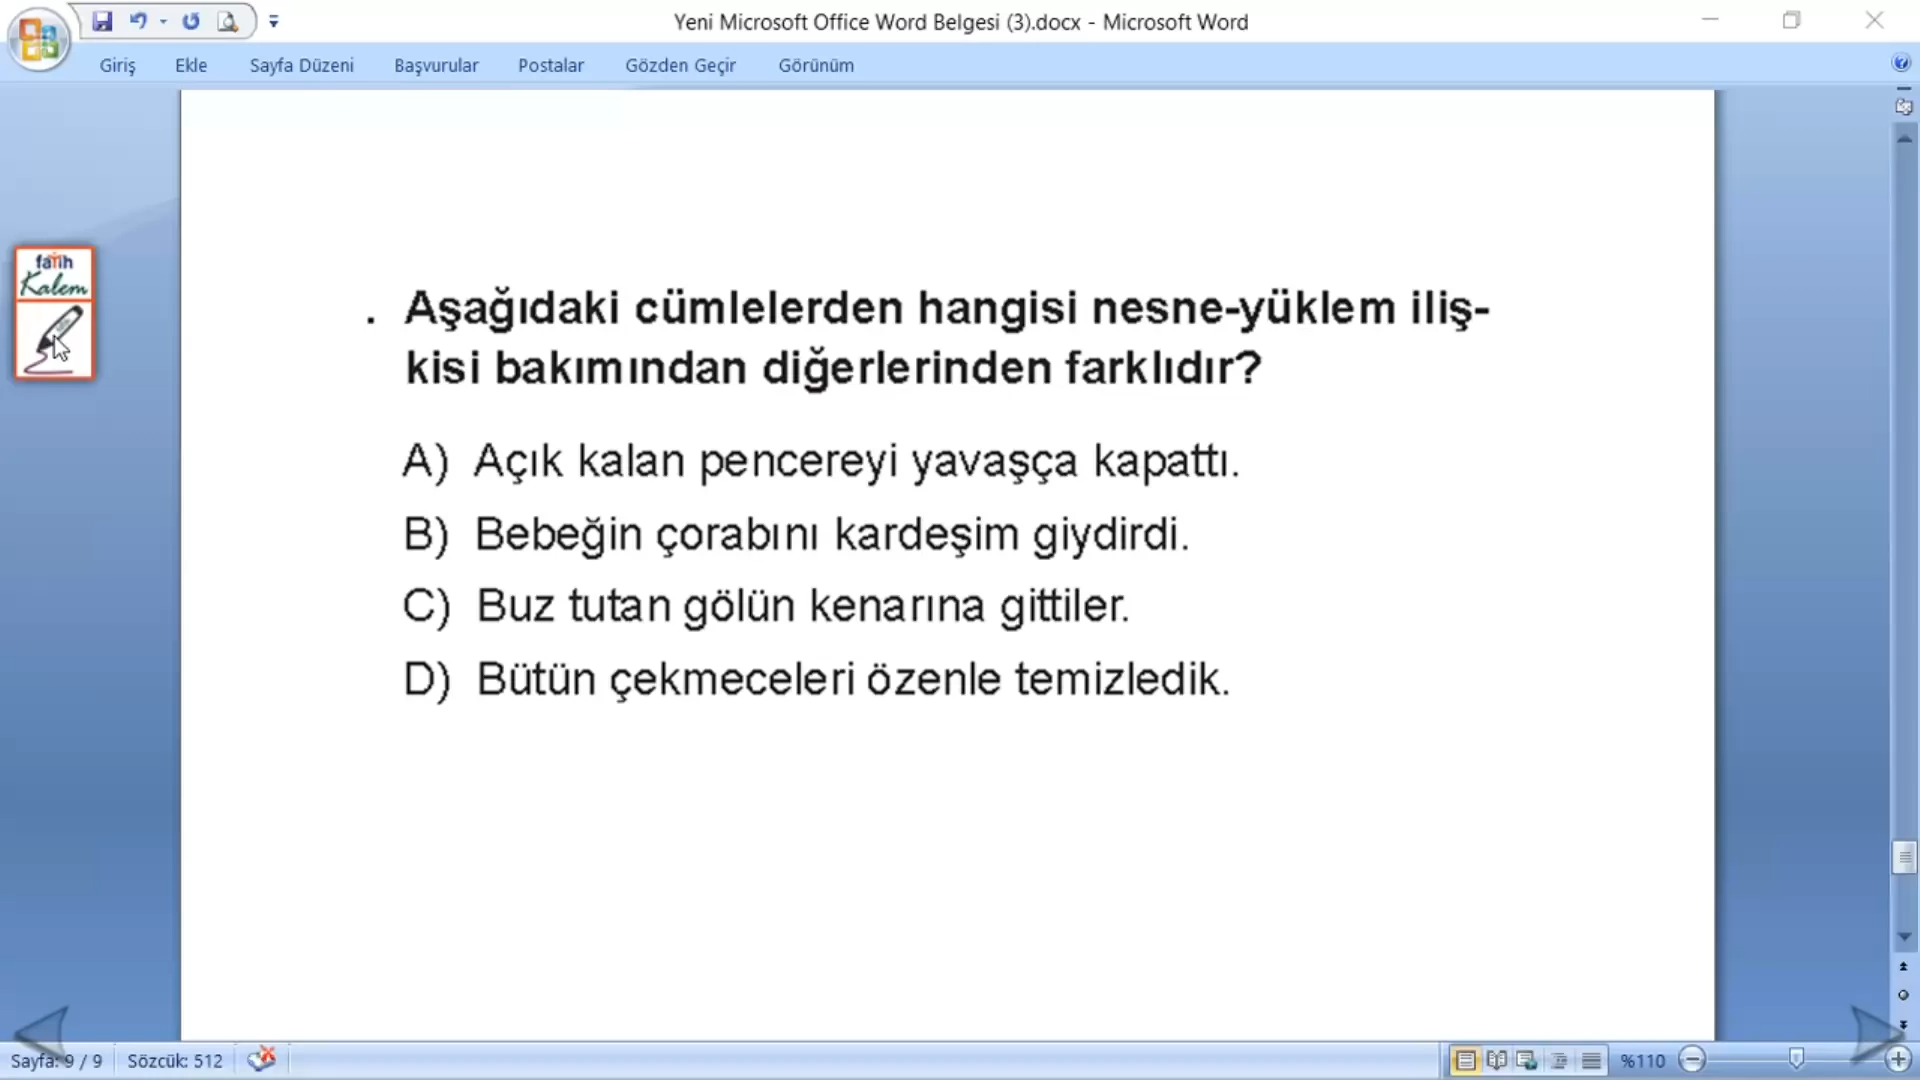 Yeni Microsoft Office Word Belgesi (3).docx - Microsoft Word
Giriş Ekle Sayfa Düzeni Başvurular Postalar Gözden Geçir Görünüm
fatih
Kalem
. Aşağıdaki cümlelerden hangisi nesne-yüklem iliş-
kisi bakımından diğerlerinden farklıdır?
A) Açık kalan pencereyi yavaşça kapattı.
B) Bebeğin çorabını kardeşim giydirdi.
C) Buz tutan gölün kenarına gittiler.
D) Bütün çekmeceleri özenle temizledik.
Sayfa: 9 / 9 Sözcük: 512 %110